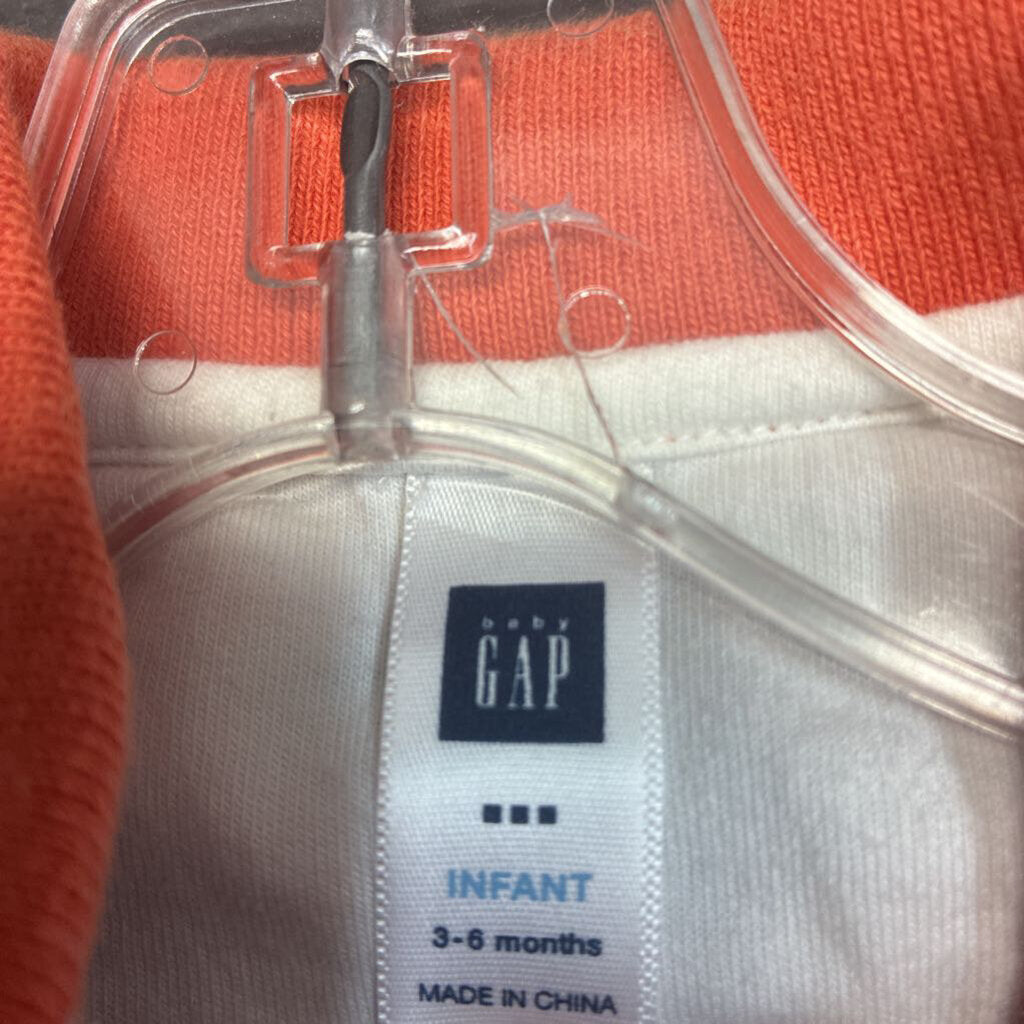 baby
GAP
INFANT
3-6 months
MADE IN CHINA